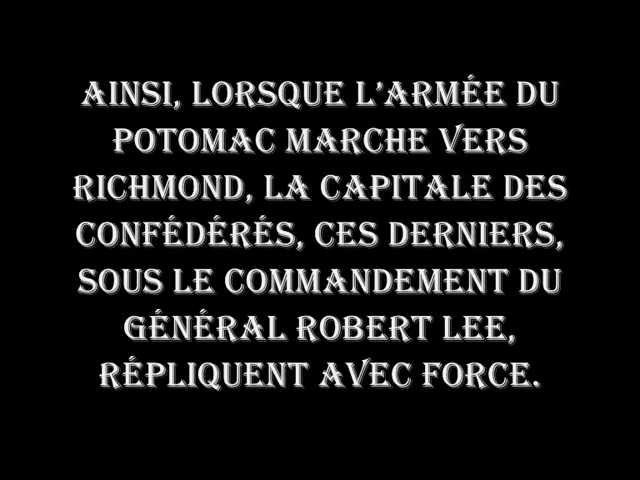 AINSI, LORSQUE L'ARMÉE DU
POTOMAC MARCHE VERS
RICHMOND, LA CAPITALE DES
CONFÉDÉRÉS, CES DERNIERS,
SOUS LE COMMANDEMENT DU
GÉNÉRAL ROBERT LEE,
RÉPLIQUENT AVEC FORCE.